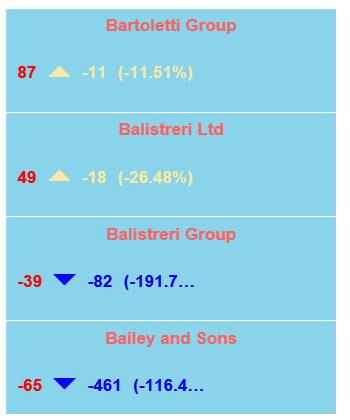 Bartoletti Group
87 -11 (-11.51%)
Balistreri Ltd
49 -18 (-26.48%)
Balistreri Group
-39 -82 (-191.7…
Bailey and Sons
-65 -461 (-116.4…